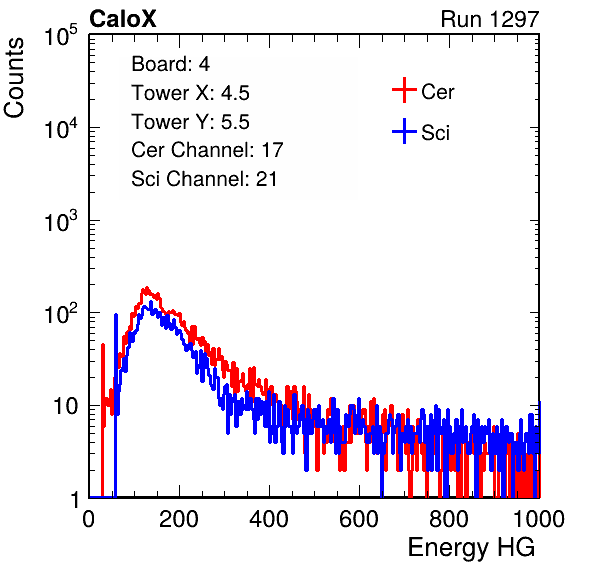 CaloX Run 1297
Counts
10^5
10^4
10^3
10^2
10
1
Board: 4
Tower X: 4.5
Tower Y: 5.5
Cer Channel: 17
Sci Channel: 21
Cer
Sci
0 200 400 600 800 1000
Energy HG